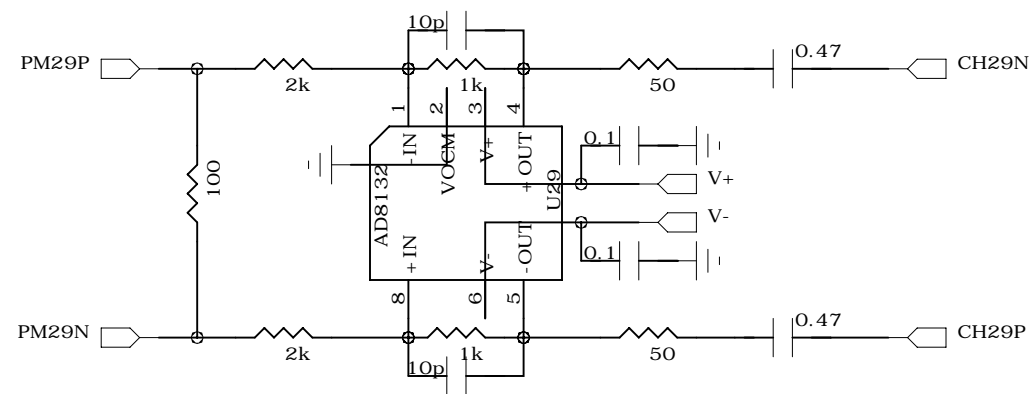 10p
PM29P
2k
1k
50
0.47
CH29N
1
2
3
4
-IN
VOCM
V+
+OUT
0.1
V+
100
AD8132
U29
V-
+IN
V-
-OUT
0.1
8
6
5
PM29N
2k
1k
50
0.47
CH29P
10p